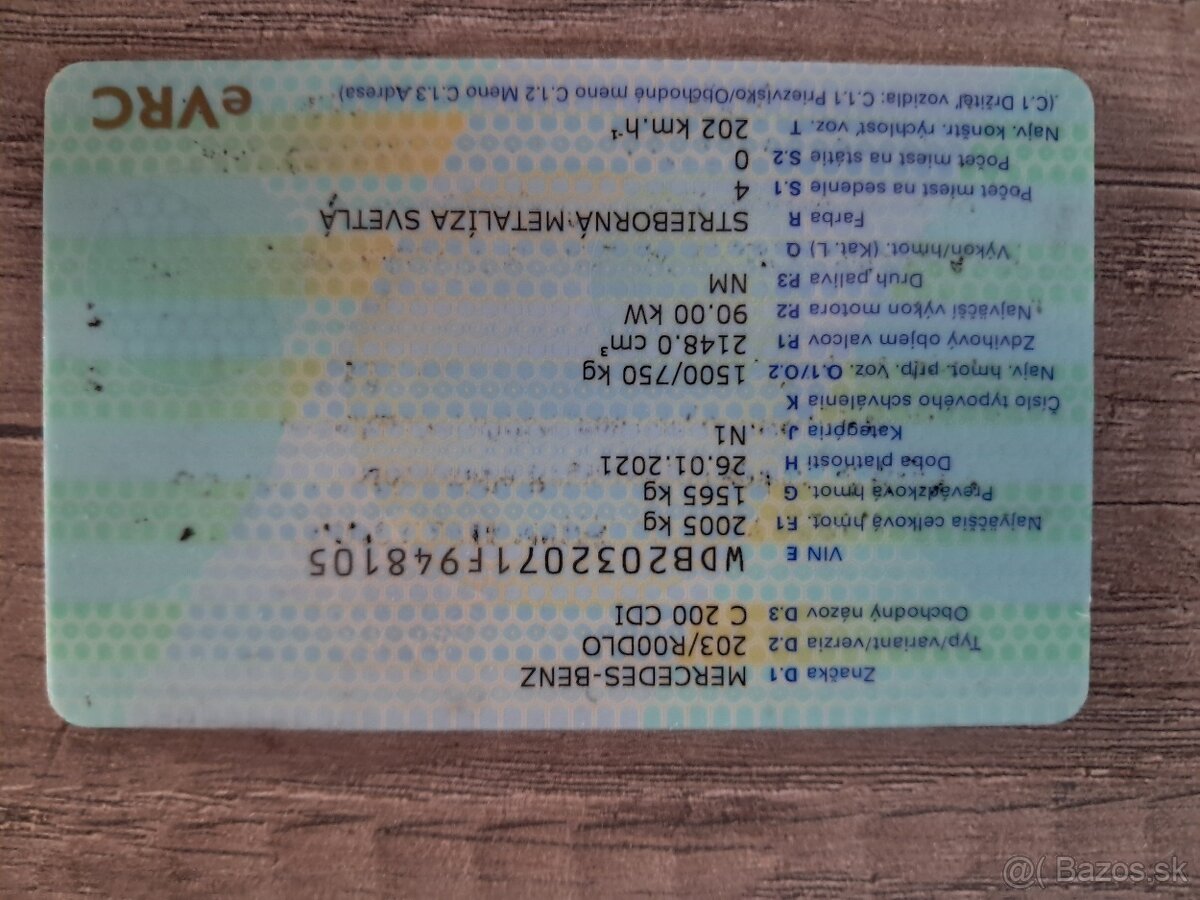 Značka D.1 MERCEDES-BENZ
Typ/variant/verzia D.2 203/R00DLO
Obchodný názov D.3 C 200 CDI
VIN E WDB2032071F948105
Najväčšia celková hmot. F.1 2005 kg
Prevádzková hmot. G 1565 kg
Doba platnosti H 26.01.2021
Kategória J N1
Číslo typového schválenia K
Najv. hmot. príp. voz. O.1/O.2 1500/750 kg
Zdvihový objem valcov P.1 2148.0 cm³
Najväčší výkon motora P.2 90.00 kW
Druh paliva P.3 NM
Výkon/hmot. (Kat. L) Q
Farba R STRIEBORNÁ METALÍZA SVETLÁ
Počet miest na sedenie S.1 4
Počet miest na státie S.2 0
Najv. konštr. rýchlosť voz. T 202 km.h⁻¹
(C.1 Držiteľ vozidla: C.1.1 Priezvisko/Obchodné meno C.1.2 Meno C.1.3 Adresa)
eVRC
@( Bazos.sk